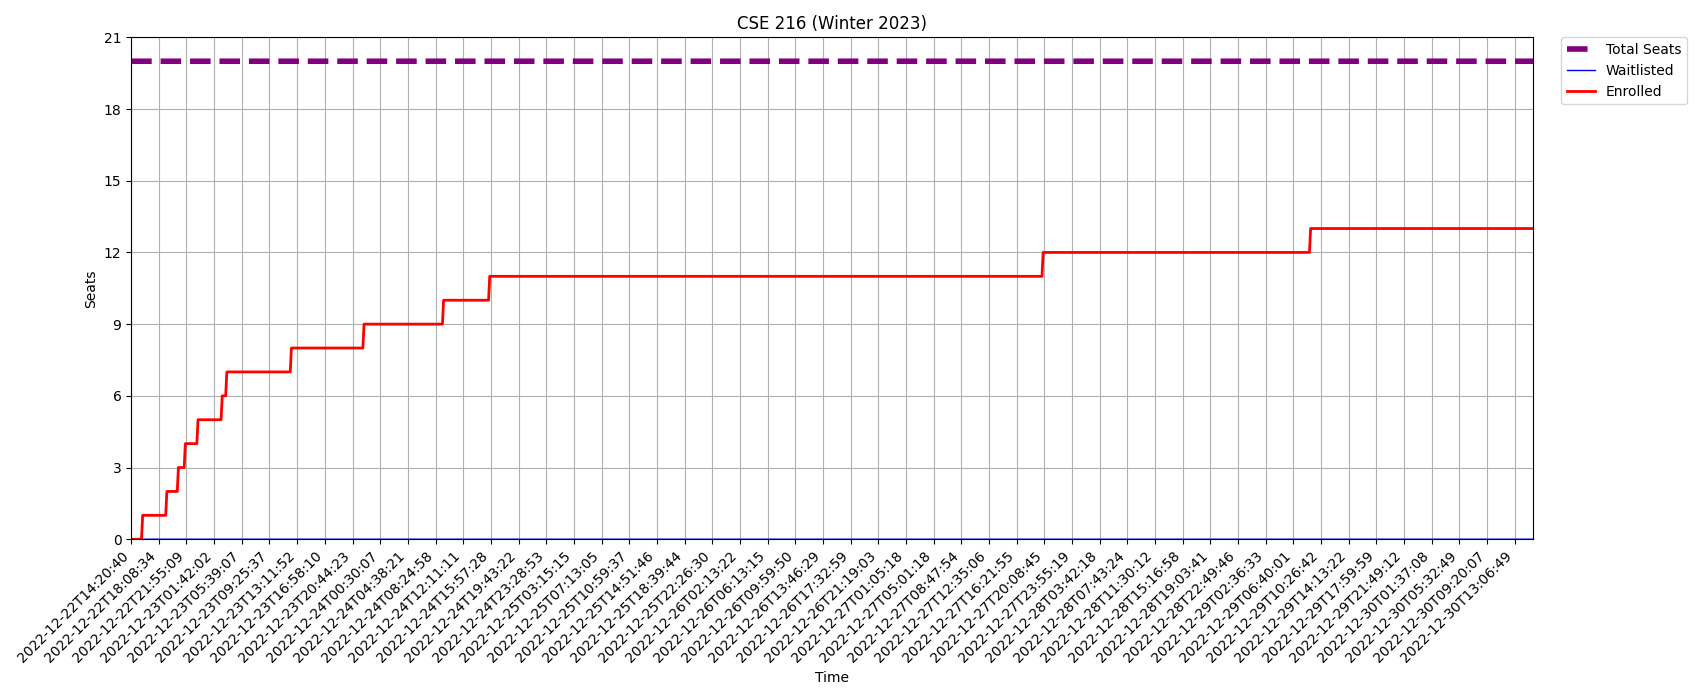 CSE 216 (Winter 2023)
Total Seats
Waitlisted
Enrolled
Seats
21
18
15
12
9
6
3
0
2022-12-22T14:20:40
2022-12-22T18:08:34
2022-12-22T21:55:09
2022-12-23T01:42:02
2022-12-23T05:39:07
2022-12-23T09:25:37
2022-12-23T13:11:52
2022-12-23T16:58:10
2022-12-23T20:44:23
2022-12-24T00:30:07
2022-12-24T04:38:21
2022-12-24T08:24:58
2022-12-24T12:11:11
2022-12-24T15:57:28
2022-12-24T19:43:22
2022-12-24T23:28:53
2022-12-25T03:15:15
2022-12-25T07:13:05
2022-12-25T10:59:37
2022-12-25T14:51:46
2022-12-25T18:39:44
2022-12-25T22:26:30
2022-12-26T02:13:22
2022-12-26T06:13:15
2022-12-26T09:59:50
2022-12-26T13:46:29
2022-12-26T17:32:59
2022-12-26T21:19:03
2022-12-27T01:05:18
2022-12-27T05:01:18
2022-12-27T08:47:54
2022-12-27T12:35:06
2022-12-27T16:21:55
2022-12-27T20:08:45
2022-12-27T23:55:19
2022-12-28T03:42:18
2022-12-28T07:43:24
2022-12-28T11:30:12
2022-12-28T15:16:58
2022-12-28T19:03:41
2022-12-28T22:49:46
2022-12-29T02:36:33
2022-12-29T06:40:01
2022-12-29T10:26:42
2022-12-29T14:13:22
2022-12-29T17:59:59
2022-12-29T21:49:12
2022-12-30T01:37:08
2022-12-30T05:32:49
2022-12-30T09:20:07
2022-12-30T13:06:49
Time